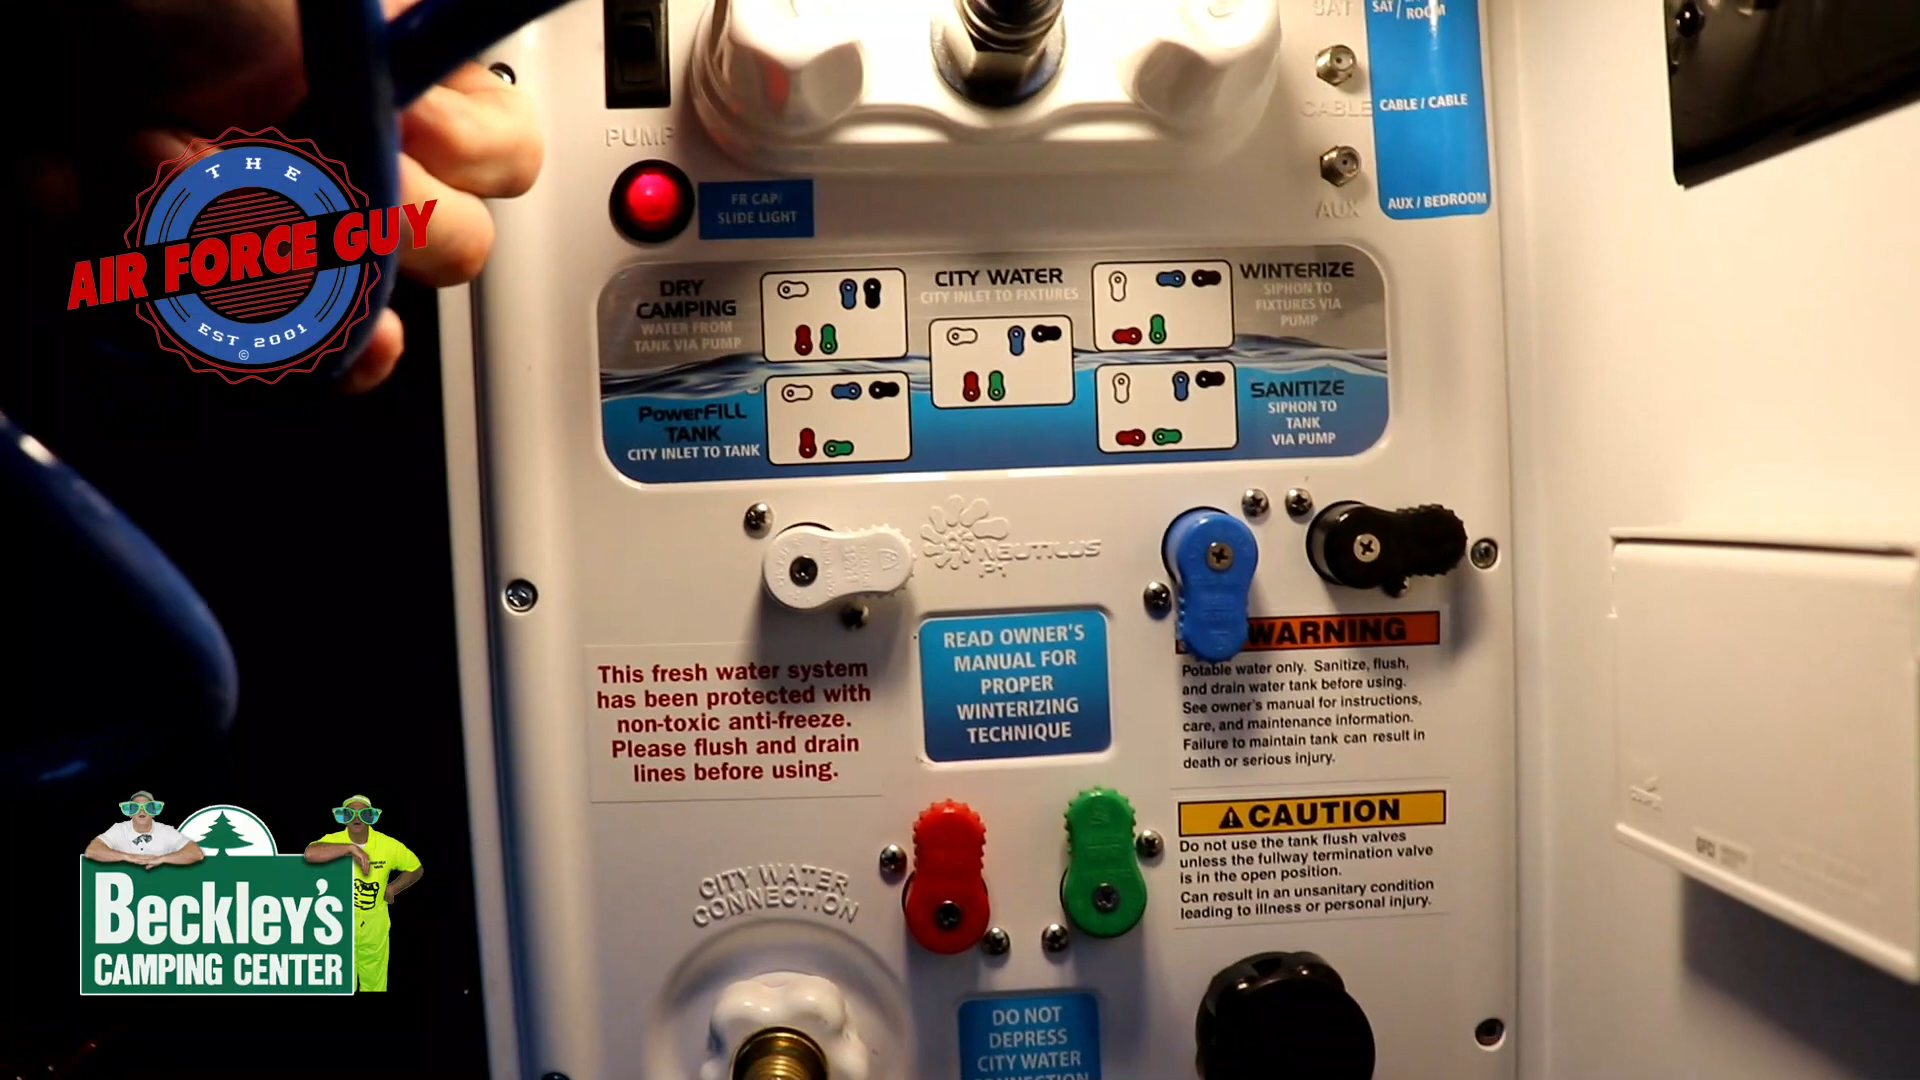 PUMP
FR CAP/
SLIDE LIGHT
SAT
SAT /
ROOM
CABLE
CABLE / CABLE
AUX
AUX / BEDROOM
THE
AIR FORCE GUY
EST 2001
©
DRY
CAMPING
WATER FROM
TANK VIA PUMP
CITY WATER
CITY INLET TO FIXTURES
WINTERIZE
SIPHON TO
FIXTURES VIA
PUMP
PowerFILL
TANK
CITY INLET TO TANK
SANITIZE
SIPHON TO
TANK
VIA PUMP
NAUTILUS
P1
This fresh water system
has been protected with
non-toxic anti-freeze.
Please flush and drain
lines before using.
READ OWNER'S
MANUAL FOR
PROPER
WINTERIZING
TECHNIQUE
WARNING
Potable water only. Sanitize, flush,
and drain water tank before using.
See owner's manual for instructions,
care, and maintenance information.
Failure to maintain tank can result in
death or serious injury.
CAUTION
Do not use the tank flush valves
unless the fullway termination valve
is in the open position.
Can result in an unsanitary condition
leading to illness or personal injury.
CITY WATER
CONNECTION
DO NOT
DEPRESS
CITY WATER
CONNECTION
GFCI
Beckley's
CAMPING CENTER